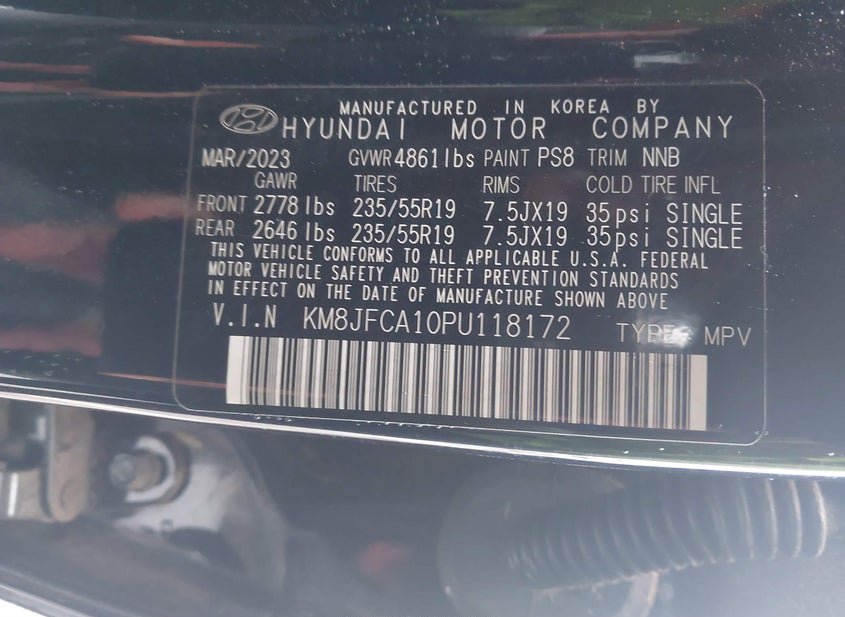 MANUFACTURED IN KOREA BY
HYUNDAI MOTOR COMPANY
MAR/2023 GVWR 4861lbs PAINT PS8 TRIM NNB
GAWR TIRES RIMS COLD TIRE INFL
FRONT 2778 lbs 235/55R19 7.5JX19 35psi SINGLE
REAR 2646 lbs 235/55R19 7.5JX19 35psi SINGLE
THIS VEHICLE CONFORMS TO ALL APPLICABLE U.S.A. FEDERAL
MOTOR VEHICLE SAFETY AND THEFT PREVENTION STANDARDS
IN EFFECT ON THE DATE OF MANUFACTURE SHOWN ABOVE
V.I.N KM8JFCA10PU118172 TYPE: MPV